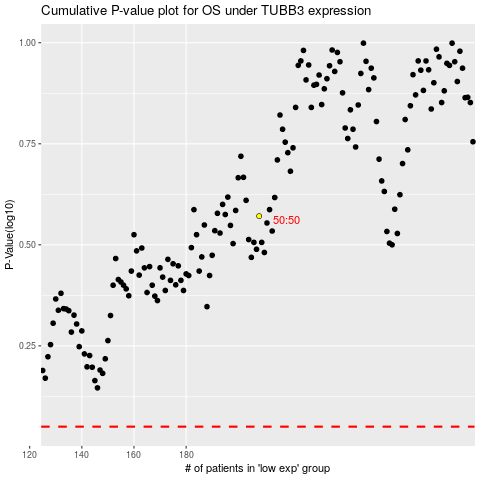 Cumulative P-value plot for OS under TUBB3 expression
P-Value(log10)
1.00
0.75
0.50
0.25
50:50
120 140 160 180
# of patients in 'low exp' group